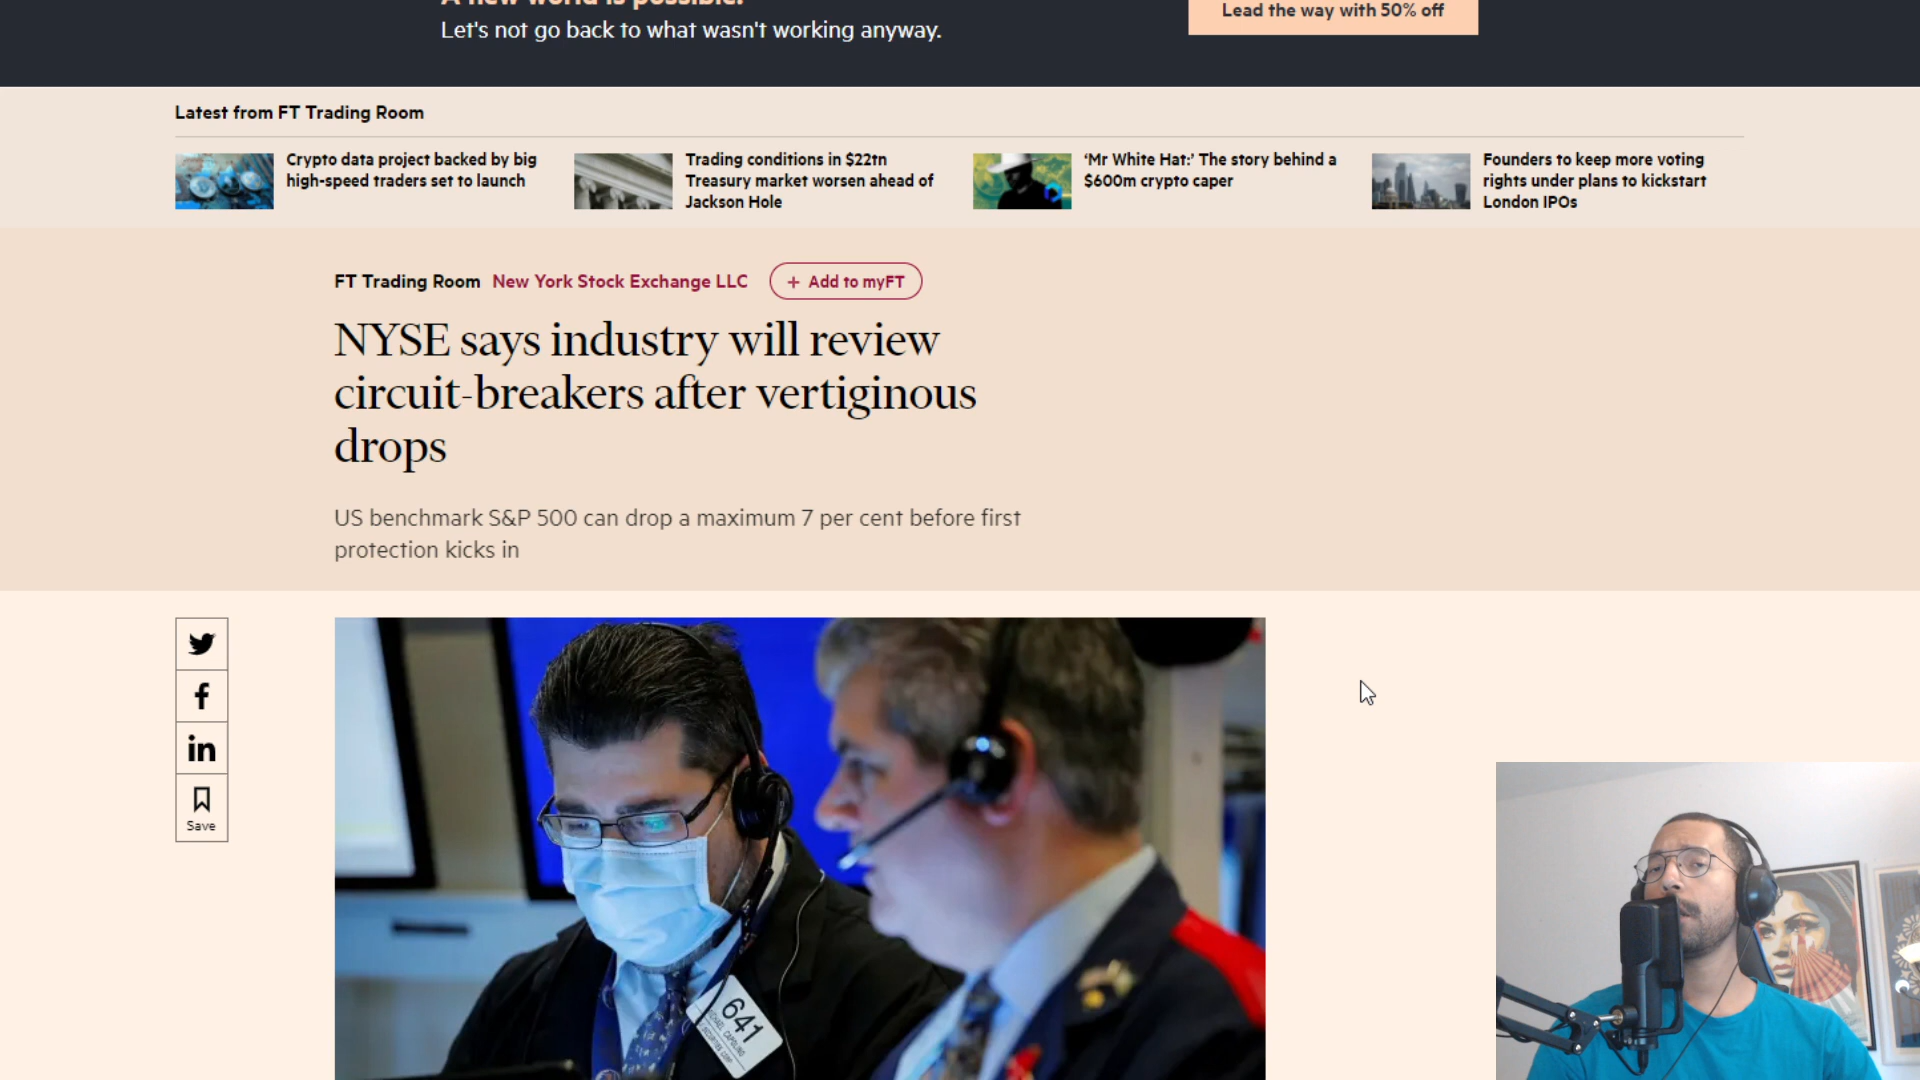 A new world is possible.
Let's not go back to what wasn't working anyway.
Lead the way with 50% off
Latest from FT Trading Room
Crypto data project backed by big
high-speed traders set to launch
Trading conditions in $22tn
Treasury market worsen ahead of
Jackson Hole
‘Mr White Hat:’ The story behind a
$600m crypto caper
Founders to keep more voting
rights under plans to kickstart
London IPOs
FT Trading Room New York Stock Exchange LLC + Add to myFT
NYSE says industry will review
circuit-breakers after vertiginous
drops
US benchmark S&P 500 can drop a maximum 7 per cent before first
protection kicks in
in
Save
641